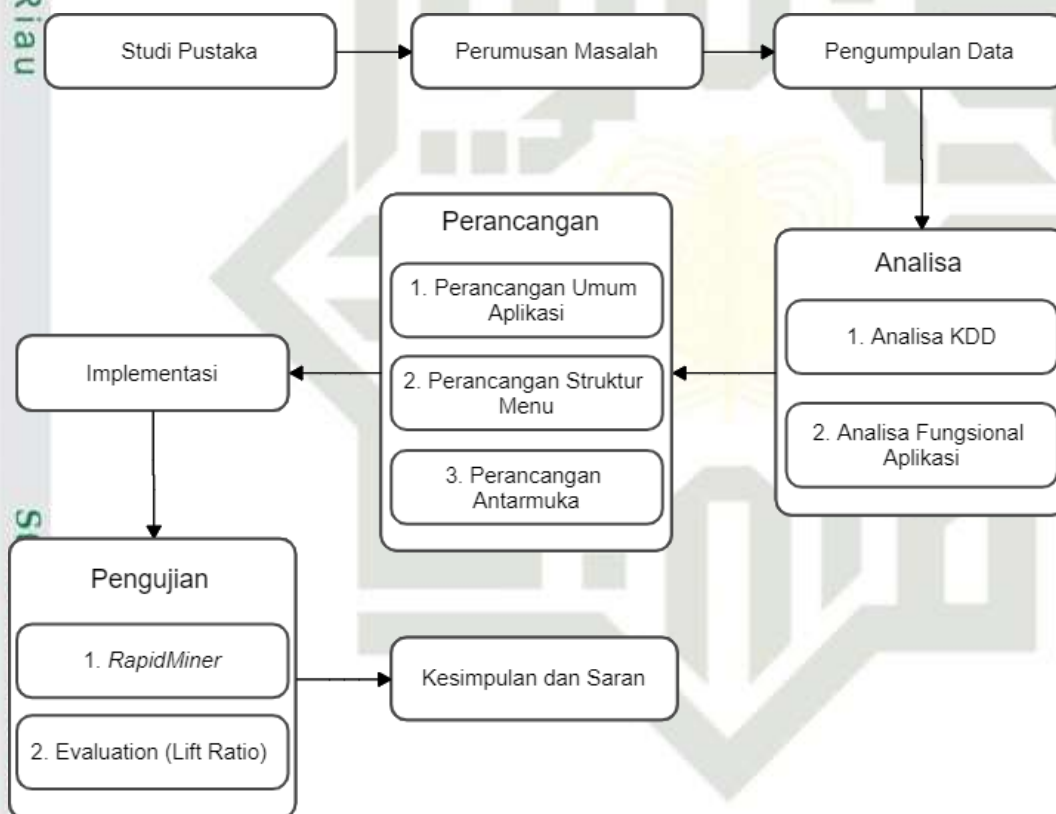 Riau
Studi Pustaka
Perumusan Masalah
Pengumpulan Data
Analisa
1. Analisa KDD
2. Analisa Fungsional
Aplikasi
Perancangan
1. Perancangan Umum
Aplikasi
2. Perancangan Struktur
Menu
3. Perancangan
Antarmuka
Implementasi
Pengujian
1. RapidMiner
2. Evaluation (Lift Ratio)
Kesimpulan dan Saran